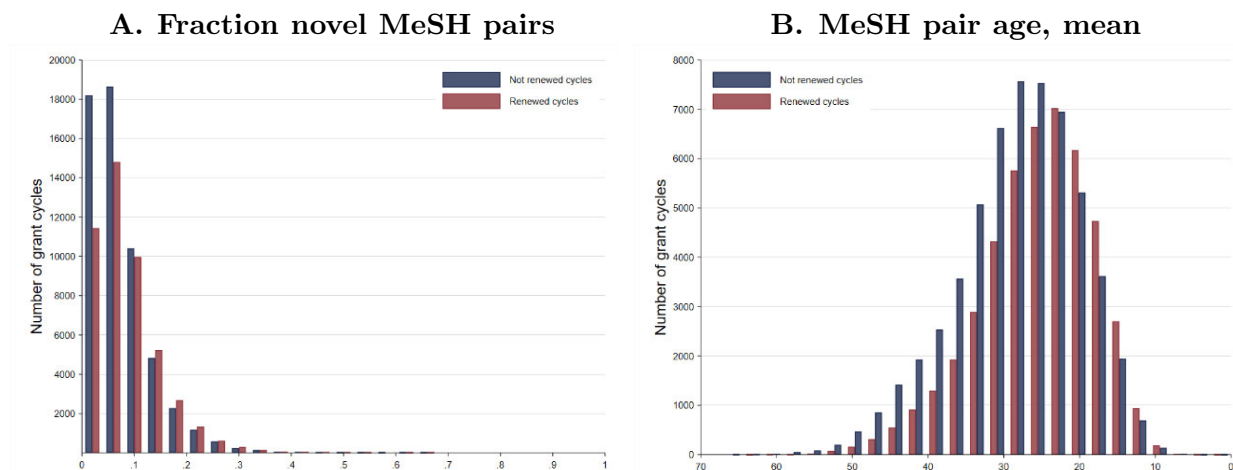 A. Fraction novel MeSH pairs
Number of grant cycles
20000
18000
16000
14000
12000
10000
8000
6000
4000
2000
Not renewed cycles
Renewed cycles
0 .1 .2 .3 .4 .5 .6 .7 .8 .9 1
B. MeSH pair age, mean
Number of grant cycles
8000
7000
6000
5000
4000
3000
2000
1000
0
Not renewed cycles
Renewed cycles
70 60 50 40 30 20 10 0